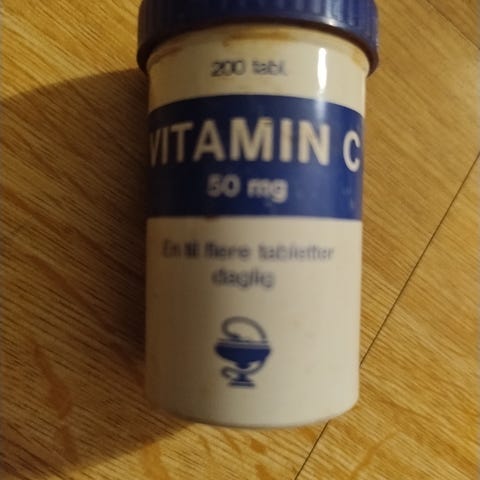 200 tabl.
VITAMIN C
50 mg
En til flere tabletter
daglig